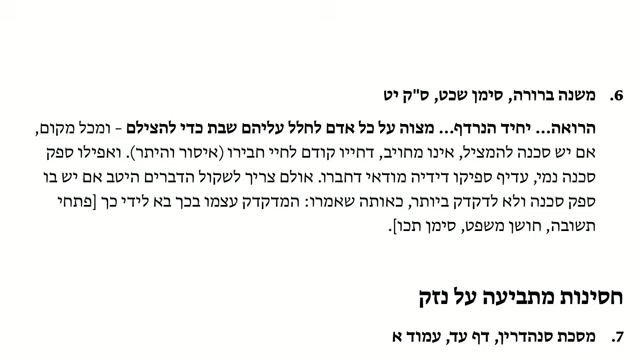 6. משנה ברורה, סימן שכט, ס"ק יט
הרואה... יחיד הנרדף... מצוה על כל אדם לחלל עליהם שבת כדי להצילם – ומכל מקום,
אם יש סכנה להמציל, אינו מחויב, דחייו קודם לחיי חבירו (איסור והיתר). ואפילו ספק
סכנה נמי, עדיף ספיקו דידיה מודאי דחברו. אולם צריך לשקול הדברים היטב אם יש בו
ספק סכנה ולא לדקדק ביותר, כאותה שאמרו: המדקדק עצמו בכך בא לידי כך [פתחי
תשובה, חושן משפט, סימן תכו].
חסינות מתביעה על נזק
7. מסכת סנהדרין, דף עד, עמוד א